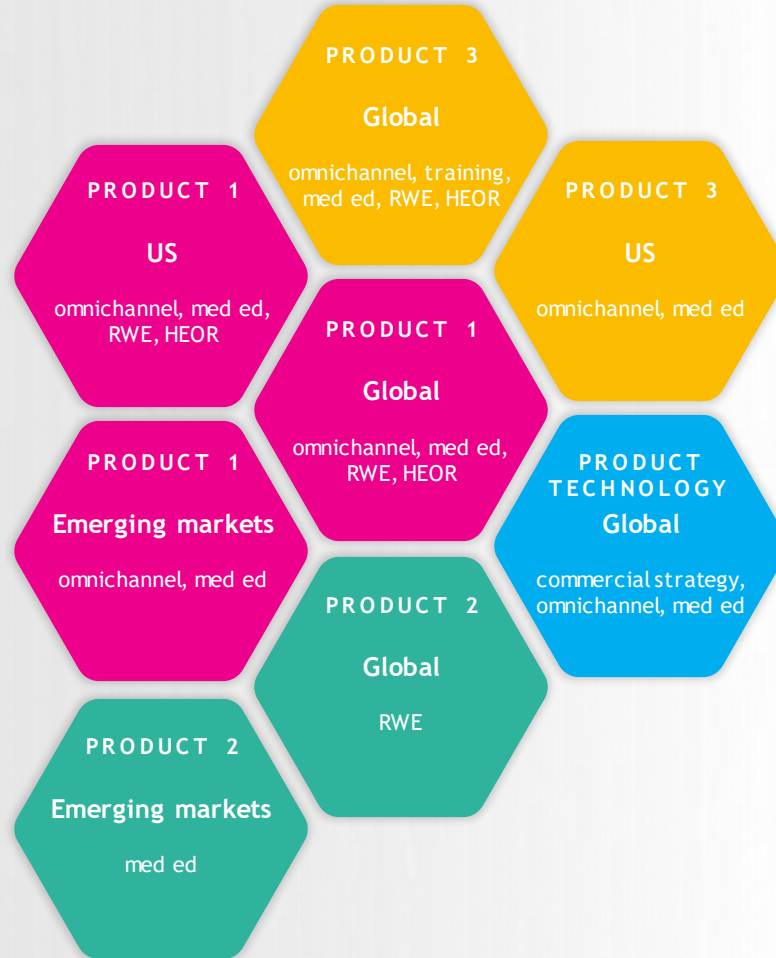 PRODUCT 3
Global
omnichannel, training,
med ed, RWE, HEOR
PRODUCT 1
US
omnichannel, med ed,
RWE, HEOR
PRODUCT 3
US
omnichannel, med ed
PRODUCT 1
Global
omnichannel, med ed,
RWE, HEOR
PRODUCT 1
Emerging markets
omnichannel, med ed
PRODUCT
TECHNOLOGY
Global
commercial strategy,
omnichannel, med ed
PRODUCT 2
Global
RWE
PRODUCT 2
Emerging markets
med ed